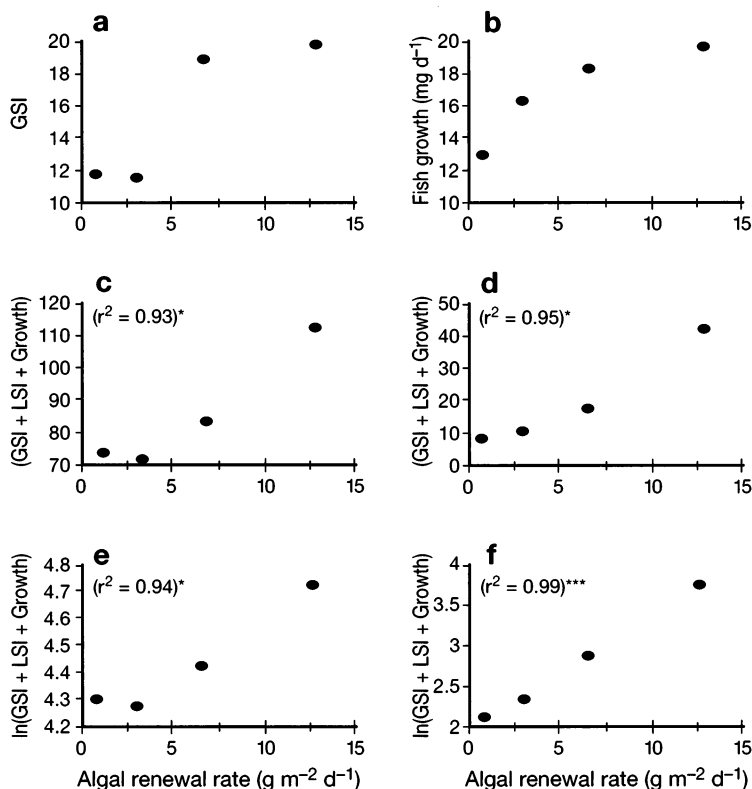 a
GSI
20
18
16
14
12
10
0 5 10 15
b
Fish growth (mg d⁻¹)
20
18
16
14
12
10
0 5 10 15
c
(r² = 0.93)*
(GSI + LSI + Growth)
120
110
100
90
80
70
0 5 10 15
d
(r² = 0.95)*
(GSI + LSI + Growth)
50
40
30
20
10
0
0 5 10 15
e
(r² = 0.94)*
ln(GSI + LSI + Growth)
4.8
4.7
4.6
4.5
4.4
4.3
4.2
0 5 10 15
Algal renewal rate (g m⁻² d⁻¹)
f
(r² = 0.99)***
ln(GSI + LSI + Growth)
4
3.5
3
2.5
2
0 5 10 15
Algal renewal rate (g m⁻² d⁻¹)